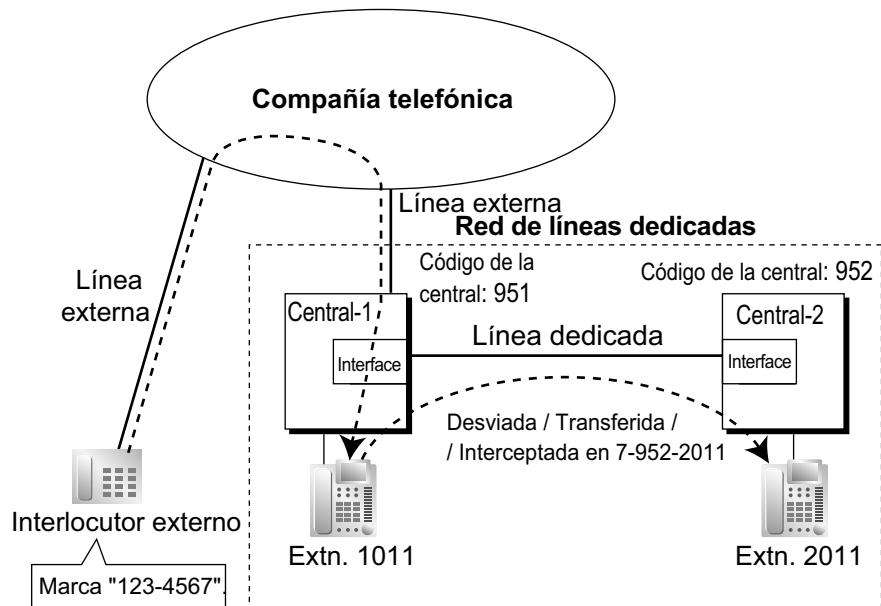 Compañía telefónica
Línea externa
Red de líneas dedicadas
Línea
externa
Código de la
central: 951
Código de la central: 952
Central-1
Central-2
Interface
Línea dedicada
Interface
Desviada / Transferida /
/ Interceptada en 7-952-2011
Interlocutor externo
Extn. 1011
Extn. 2011
Marca "123-4567".